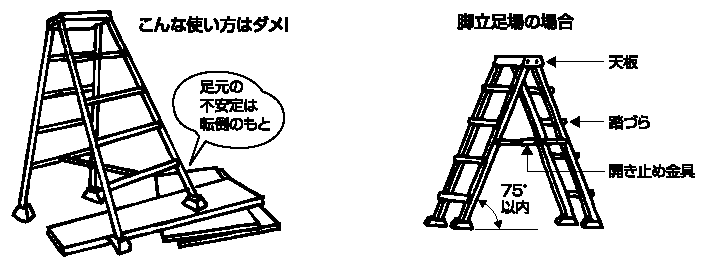 こんな使い方はダメ!
足元の
不安定は
転倒のもと
脚立足場の場合
天板
踏づら
開き止め金具
75°
以内